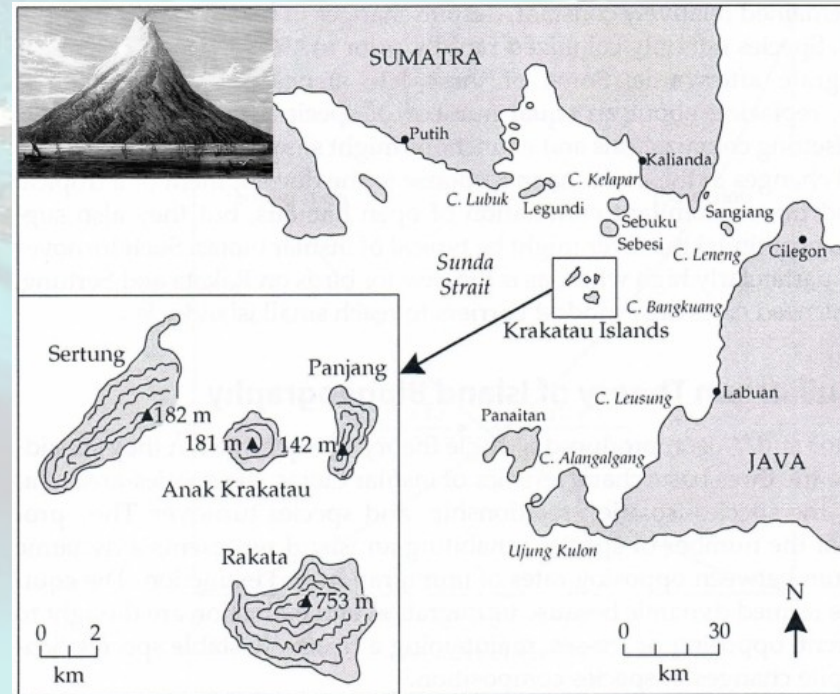 SUMATRA
Putih
Kalianda
C. Kelapar
C. Lubuk
Legundi
Sangiang
Sebuku
Sebesi
C. Leneng
Cilegon
Sunda
Strait
C. Bangkuang
Krakatau Islands
Sertung
Panjang
182 m
181 m
142 m
Anak Krakatau
C. Leusung
Labuan
Panaitan
C. Alangalgang
JAVA
Ujung Kulon
Rakata
753 m
0 2
km
0 30
km
N